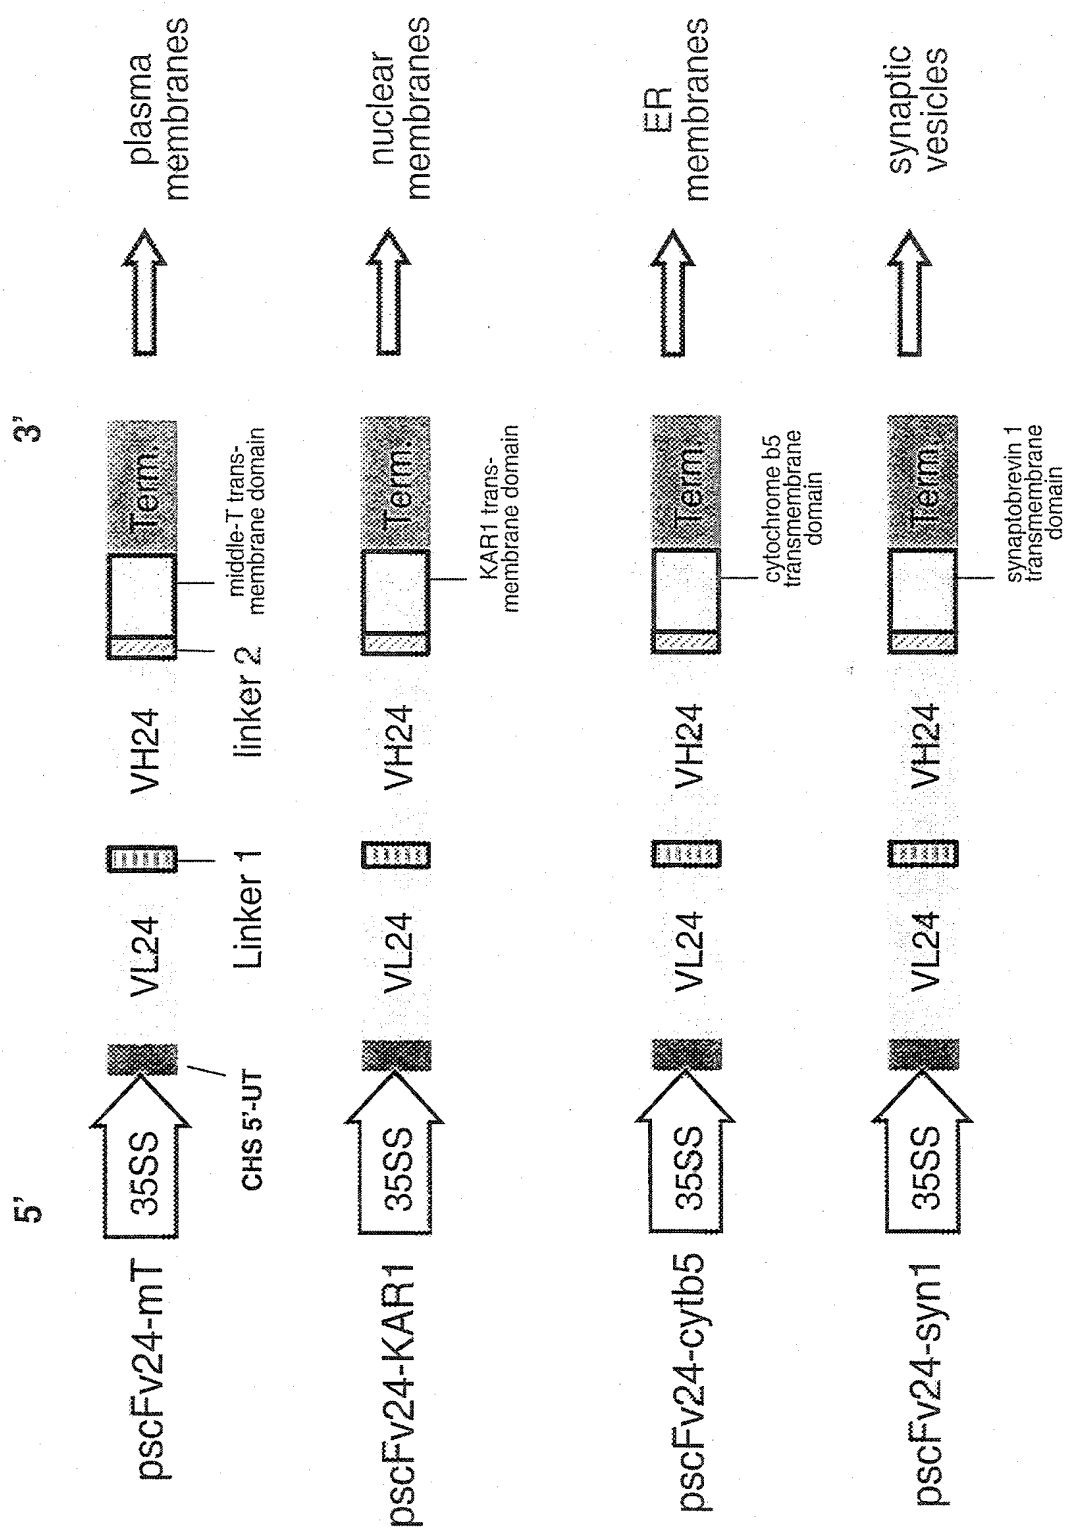 5'
3'
pscFv24-mT
35SS
VL24
VH24
Term.
plasma
membranes
CHS 5'-UT
Linker 1
linker 2
middle-T trans-
membrane domain
pscFv24-KAR1
35SS
VL24
VH24
Term.
nuclear
membranes
KAR1 trans-
membrane domain
pscFv24-cytb5
35SS
VL24
VH24
Term.
ER
membranes
cytochrome b5
transmembrane
domain
pscFv24-syn1
35SS
VL24
VH24
Term.
synaptic
vesicles
synaptobrevin 1
transmembrane
domain